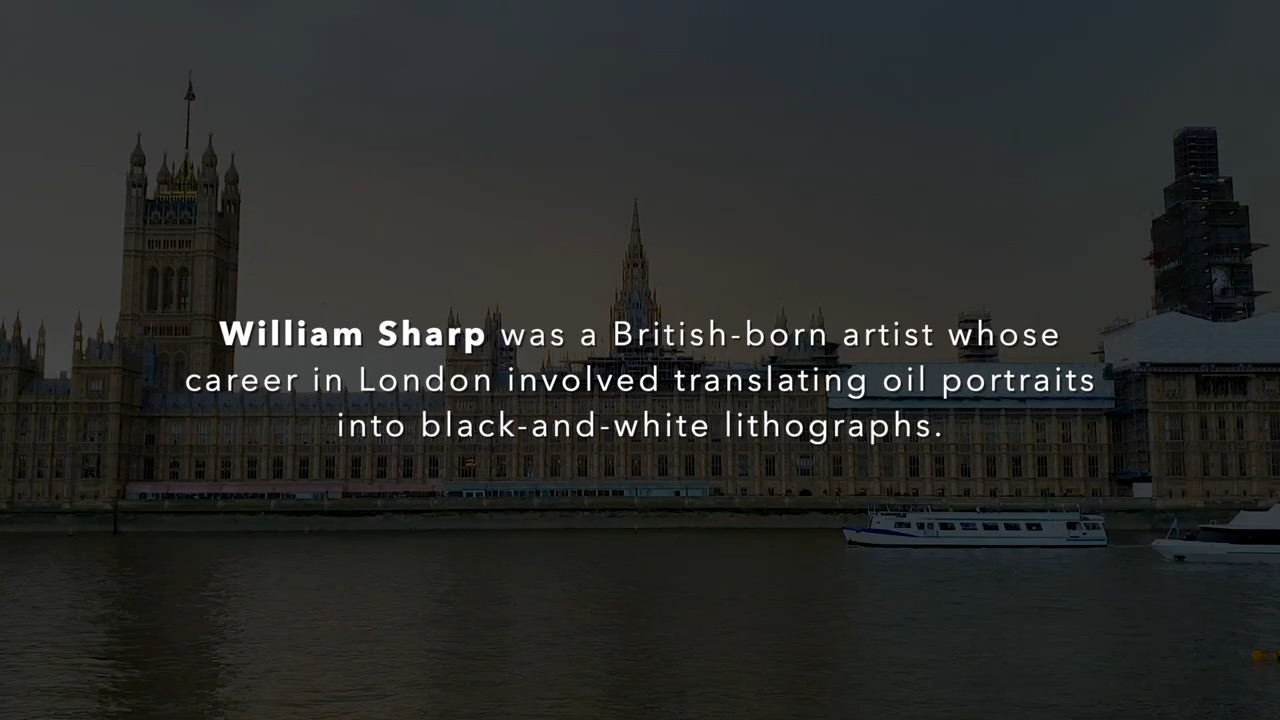 William Sharp was a British-born artist whose
career in London involved translating oil portraits
into black-and-white lithographs.